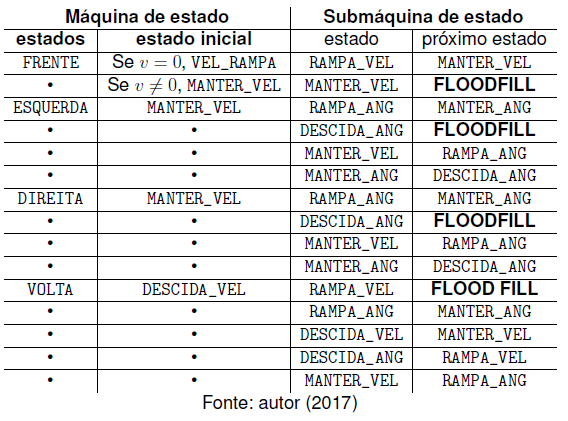 Máquina de estado Submáquina de estado
estados estado inicial estado próximo estado
FRENTE Se v = 0, VEL_RAMPA RAMPA_VEL MANTER_VEL
• Se v ≠ 0, MANTER_VEL MANTER_VEL FLOODFILL
ESQUERDA MANTER_VEL RAMPA_ANG MANTER_ANG
• • DESCIDA_ANG FLOODFILL
• • MANTER_VEL RAMPA_ANG
• • MANTER_ANG DESCIDA_ANG
DIREITA MANTER_VEL RAMPA_ANG MANTER_ANG
• • DESCIDA_ANG FLOODFILL
• • MANTER_VEL RAMPA_ANG
• • MANTER_ANG DESCIDA_ANG
VOLTA DESCIDA_VEL RAMPA_VEL FLOOD FILL
• • RAMPA_ANG MANTER_ANG
• • DESCIDA_VEL MANTER_VEL
• • DESCIDA_ANG RAMPA_VEL
• • MANTER_VEL RAMPA_ANG
Fonte: autor (2017)